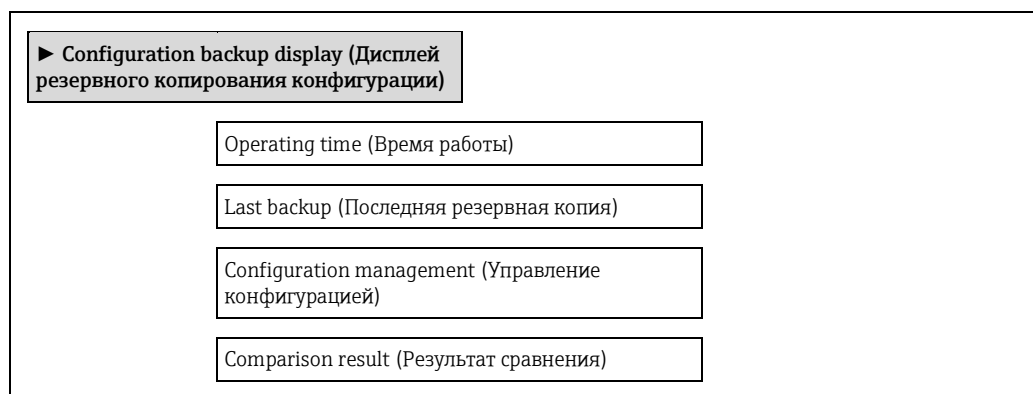 ► Configuration backup display (Дисплей
резервного копирования конфигурации)
Operating time (Время работы)
Last backup (Последняя резервная копия)
Configuration management (Управление
конфигурацией)
Comparison result (Результат сравнения)